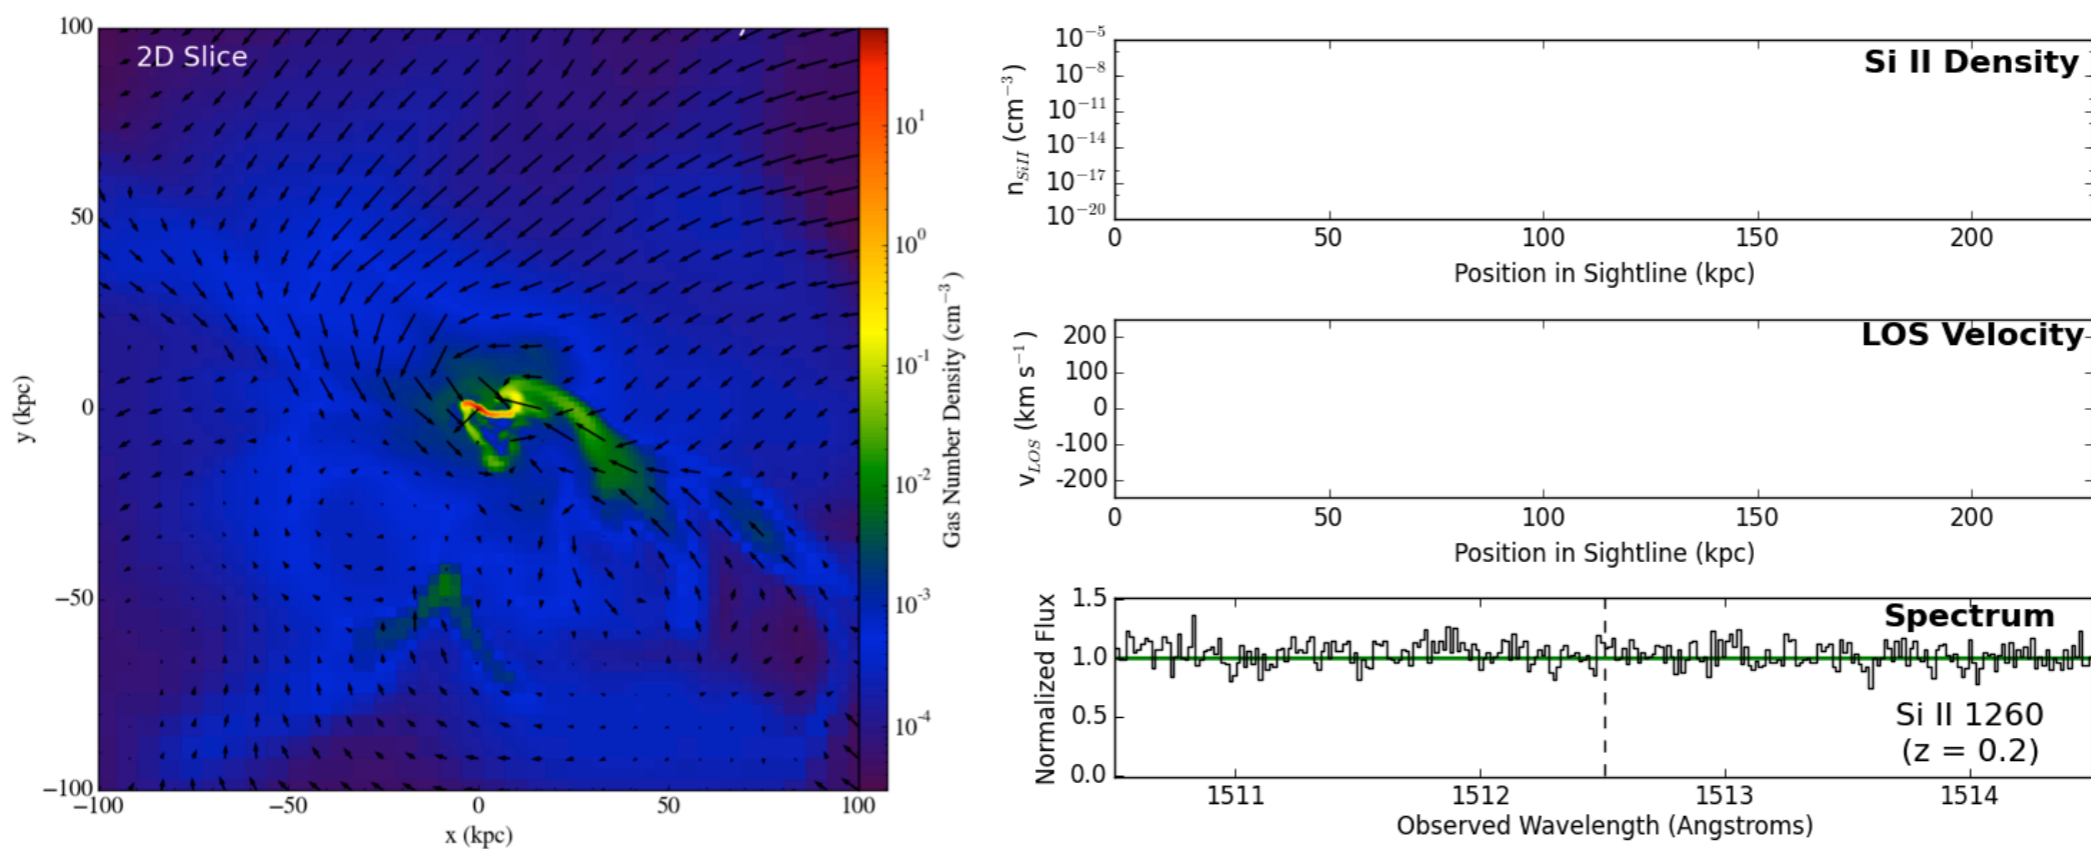 2D Slice
100
50
0
−50
−100
y (kpc)
−100 −50 0 50 100
x (kpc)
10¹
10⁰
10⁻¹
10⁻²
10⁻³
10⁻⁴
Gas Number Density (cm⁻³)
Si II Density
10⁻⁵
10⁻⁸
10⁻¹¹
10⁻¹⁴
10⁻¹⁷
10⁻²⁰
n_SiII (cm⁻³)
0 50 100 150 200
Position in Sightline (kpc)
LOS Velocity
200
100
0
-100
-200
v_LOS (km s⁻¹)
0 50 100 150 200
Position in Sightline (kpc)
Spectrum
1.5
1.0
0.5
0.0
Normalized Flux
Si II 1260
(z = 0.2)
1511 1512 1513 1514
Observed Wavelength (Angstroms)